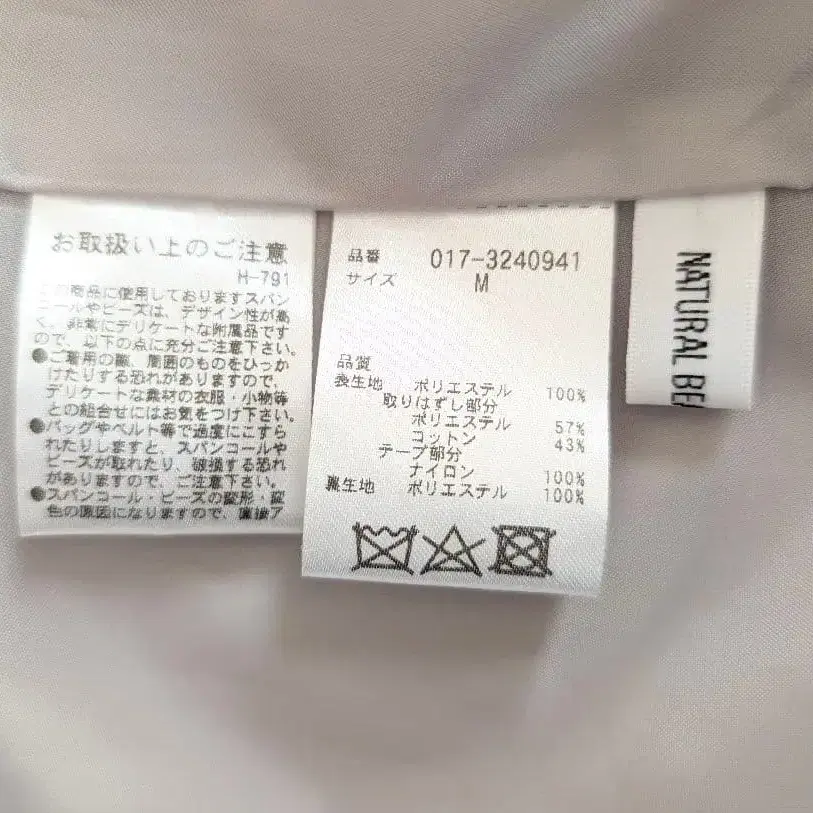 お取扱い上のご注意
H-791
この商品に使用しておりますスパン
コールやビーズは、デザイン性が高
く、非常にデリケートな附属品です
ので、以下の点に充分ご注意下さい。
●ご着用の際、周囲のものをひっか
けたりする恐れがありますので、
デリケートな素材の衣服・小物等
との組合せにはお気をつけ下さい。
●バッグやベルト等で過度にこすら
れたりしますと、スパンコールや
ビーズが取れたり、破損する恐れ
がありますので、ご注意下さい。
●スパンコール・ビーズの変形・変
色の原因になりますので、直接ア
品番 017-3240941
サイズ M
品質
表生地 ポリエステル 100%
取りはずし部分
ポリエステル 57%
コットン 43%
テープ部分
ナイロン 100%
裏生地 ポリエステル 100%
NATURAL BE